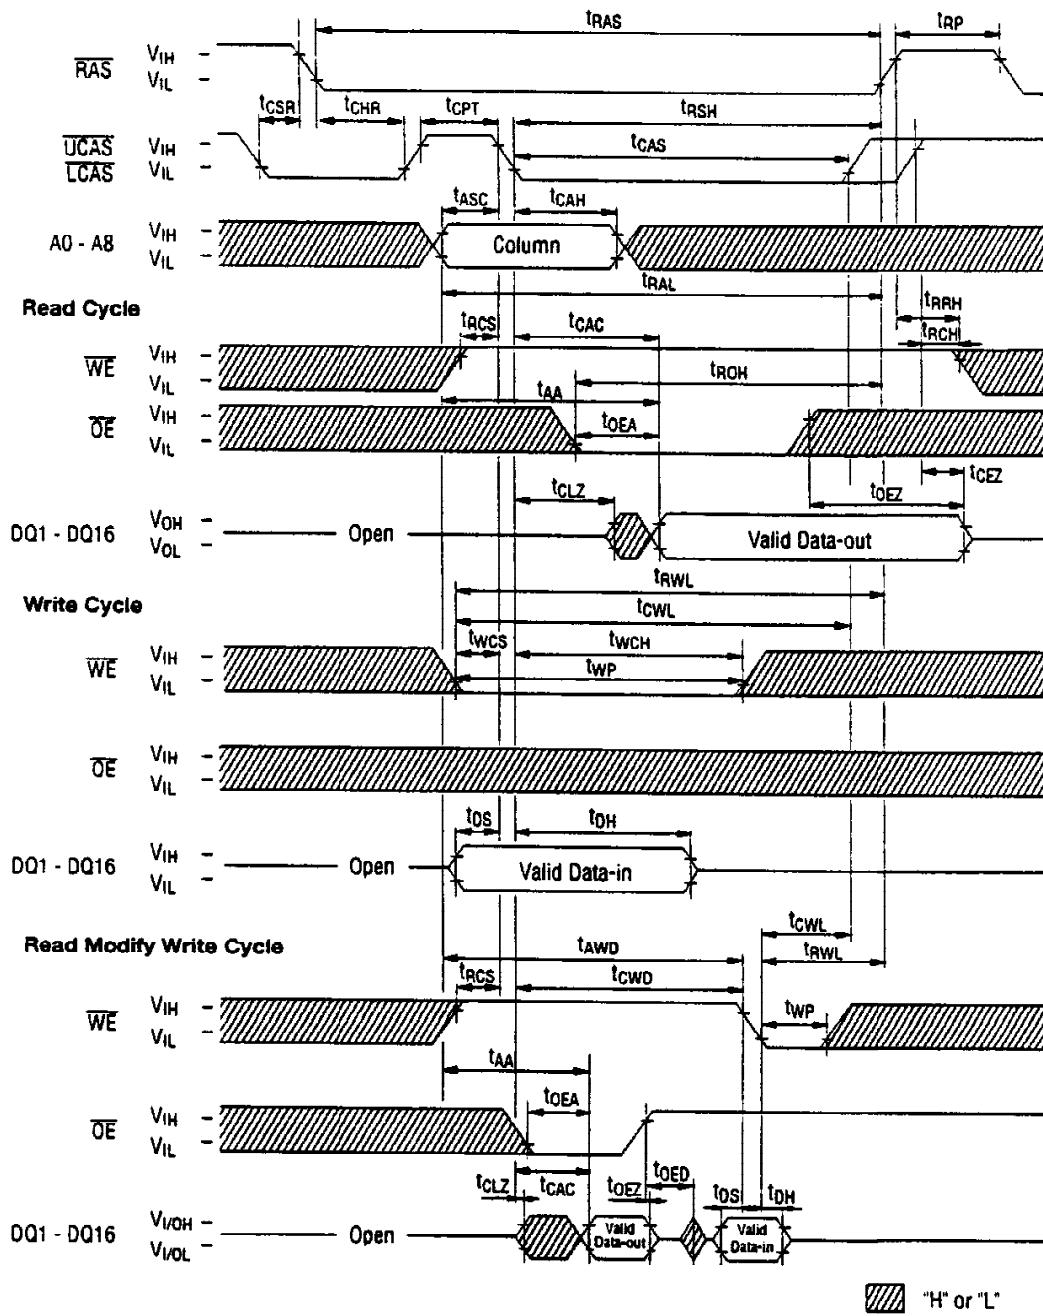 tRAS tRP
RAS VIH VIL
tCSR tCHR tCPT tRSH
UCAS LCAS VIH VIL
tCAS
tASC tCAH
A0 - A8 VIH VIL Column
tRAL
Read Cycle
tRRH
tRCS tCAC tRCH
WE VIH VIL
tROH
tAA
OE VIH VIL
tOEA
tCEZ
tCLZ tOEZ
DQ1 - DQ16 VOH VOL Open Valid Data-out
tRWL
Write Cycle
tCWL
tWCS tWCH
WE VIH VIL
tWP
OE VIH VIL
tDS tDH
DQ1 - DQ16 VIH VIL Open Valid Data-in
tCWL
Read Modify Write Cycle
tAWD tRWL
tRCS tCWD
WE VIH VIL
tWP
tAA
tOEA
OE VIH VIL
tOED
tCLZ tCAC tOEZ tDS tDH
DQ1 - DQ16 VI/OH VI/OL Open Valid Data-out Valid Data-in
"H" or "L"